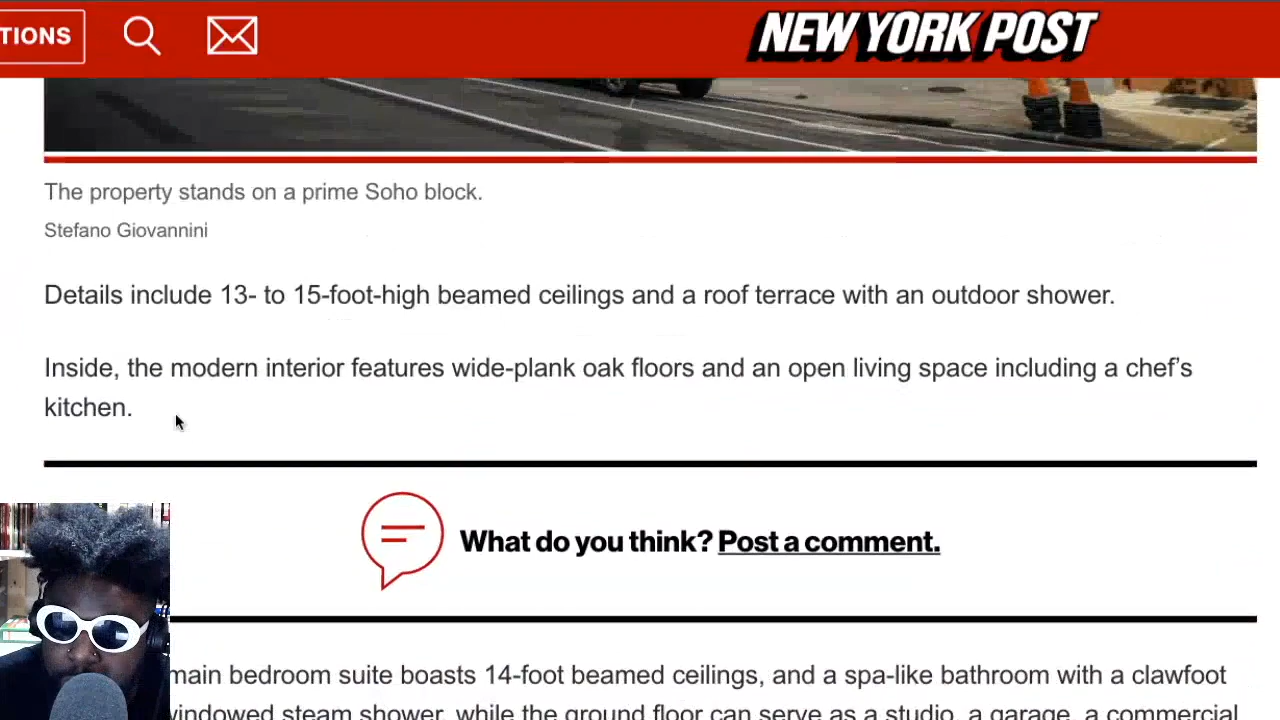 TIONS
NEW YORK POST
The property stands on a prime Soho block.
Stefano Giovannini
Details include 13- to 15-foot-high beamed ceilings and a roof terrace with an outdoor shower.
Inside, the modern interior features wide-plank oak floors and an open living space including a chef’s
kitchen.
What do you think? Post a comment.
main bedroom suite boasts 14-foot beamed ceilings, and a spa-like bathroom with a clawfoot
windowed steam shower, while the ground floor can serve as a studio, a garage, a commercial